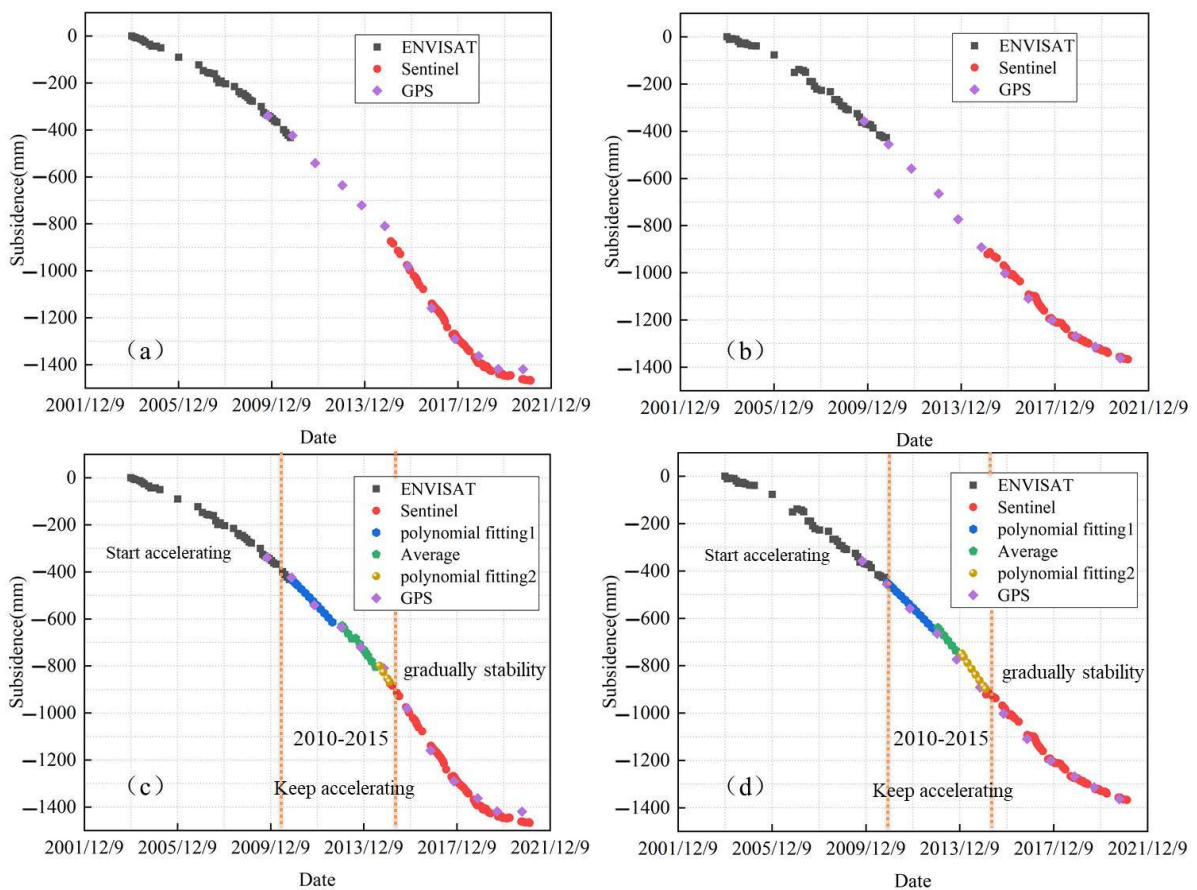 0
−200
−400
−600
−800
−1000
−1200
−1400
Subsidence(mm)
ENVISAT
Sentinel
GPS
（a）
2001/12/9 2005/12/9 2009/12/9 2013/12/9 2017/12/9 2021/12/9
Date
0
−200
−400
−600
−800
−1000
−1200
−1400
Subsidence(mm)
ENVISAT
Sentinel
GPS
（b）
2001/12/9 2005/12/9 2009/12/9 2013/12/9 2017/12/9 2021/12/9
Date
0
−200
−400
−600
−800
−1000
−1200
−1400
Subsidence(mm)
ENVISAT
Sentinel
polynomial fitting1
Average
polynomial fitting2
GPS
Start accelerating
gradually stability
2010-2015
Keep accelerating
（c）
2001/12/9 2005/12/9 2009/12/9 2013/12/9 2017/12/9 2021/12/9
Date
0
−200
−400
−600
−800
−1000
−1200
−1400
Subsidence(mm)
ENVISAT
Sentinel
polynomial fitting1
Average
polynomial fitting2
GPS
Start accelerating
gradually stability
2010-2015
Keep accelerating
（d）
2001/12/9 2005/12/9 2009/12/9 2013/12/9 2017/12/9 2021/12/9
Date